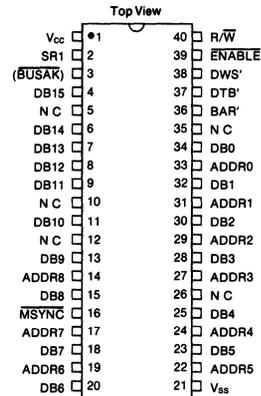 Top View
Vcc 1 40 R/W̅
SR1 2 39 E̅N̅A̅B̅L̅E̅
(B̅U̅S̅A̅K̅) 3 38 DWS'
DB15 4 37 DTB'
N C 5 36 BAR'
DB14 6 35 N C
DB13 7 34 DB0
DB12 8 33 ADDR0
DB11 9 32 DB1
N C 10 31 ADDR1
DB10 11 30 DB2
N C 12 29 ADDR2
DB9 13 28 DB3
ADDR8 14 27 ADDR3
DB8 15 26 N C
M̅S̅Y̅N̅C̅ 16 25 DB4
ADDR7 17 24 ADDR4
DB7 18 23 DB5
ADDR6 19 22 ADDR5
DB6 20 21 Vss